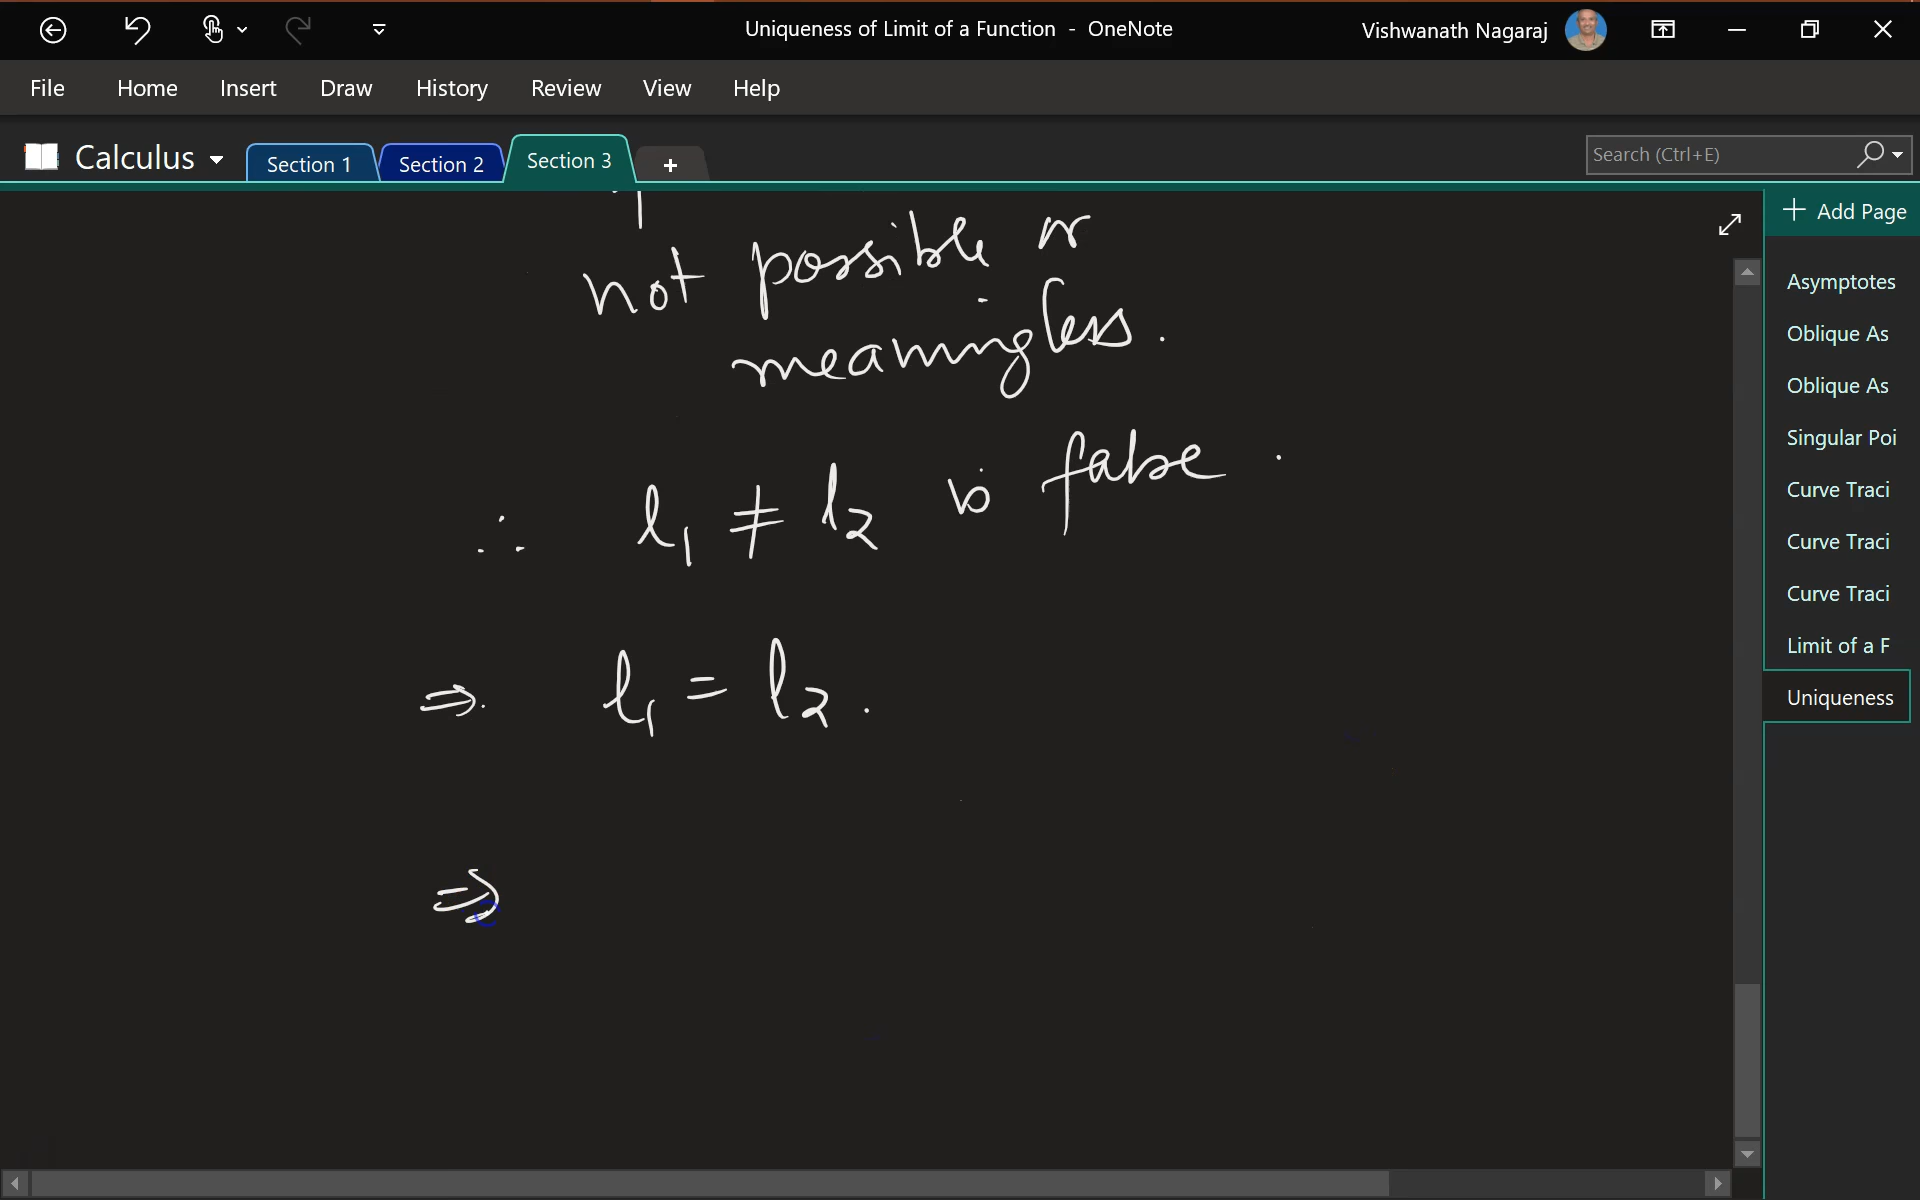 Uniqueness of Limit of a Function - OneNote
Vishwanath Nagaraj
File Home Insert Draw History Review View Help
Calculus Section 1 Section 2 Section 3 +
Search (Ctrl+E)
Add Page
not possible or
meaningless.
∴ l₁ ≠ l₂ is false.
⇒ l₁ = l₂.
⇒
Asymptotes
Oblique As
Oblique As
Singular Poi
Curve Traci
Curve Traci
Curve Traci
Limit of a F
Uniqueness